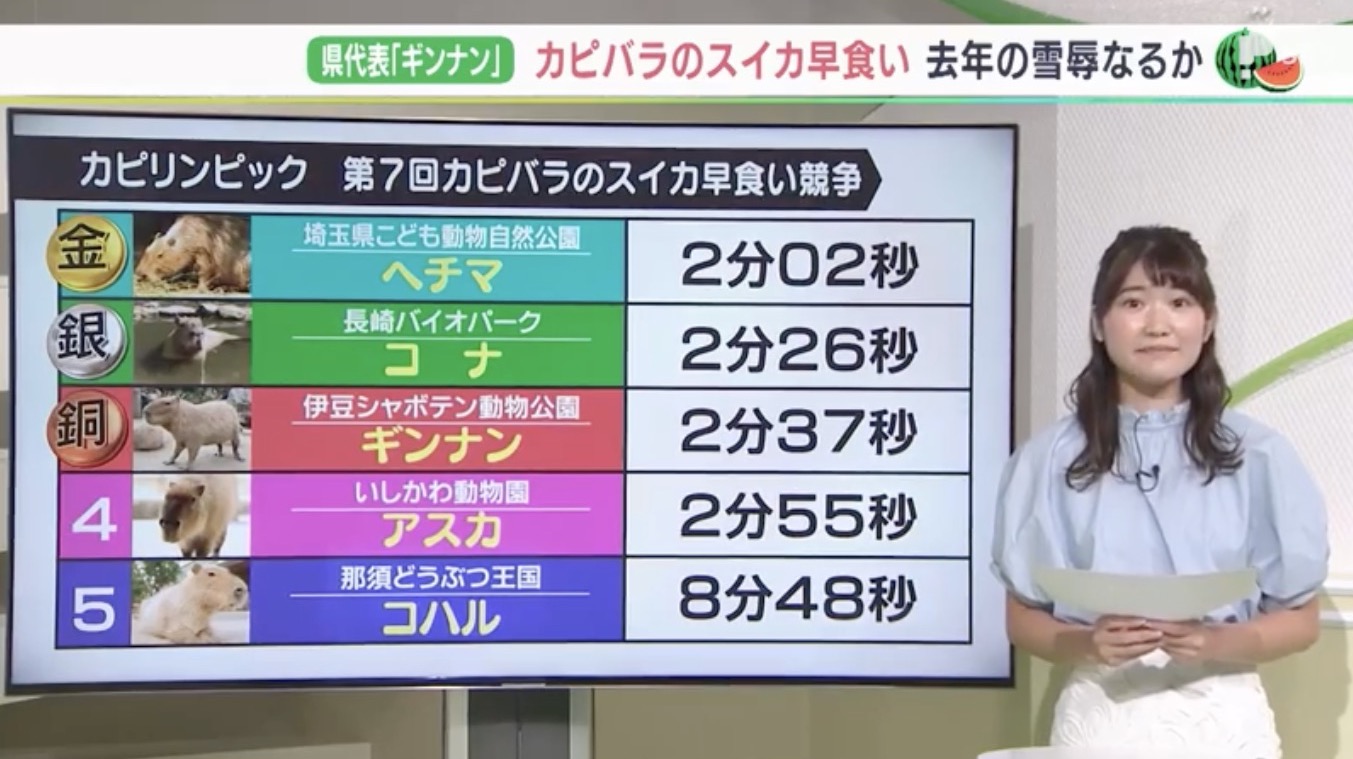 県代表「ギンナン」 カピバラのスイカ早食い 去年の雪辱なるか
カピリンピック 第7回カピバラのスイカ早食い競争
金
埼玉県こども動物自然公園
ヘチマ
2分02秒
銀
長崎バイオパーク
コナ
2分26秒
銅
伊豆シャボテン動物公園
ギンナン
2分37秒
4
いしかわ動物園
アスカ
2分55秒
5
那須どうぶつ王国
コハル
8分48秒